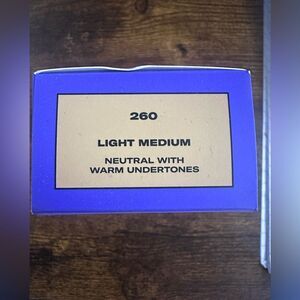 260
LIGHT MEDIUM
NEUTRAL WITH
WARM UNDERTONES